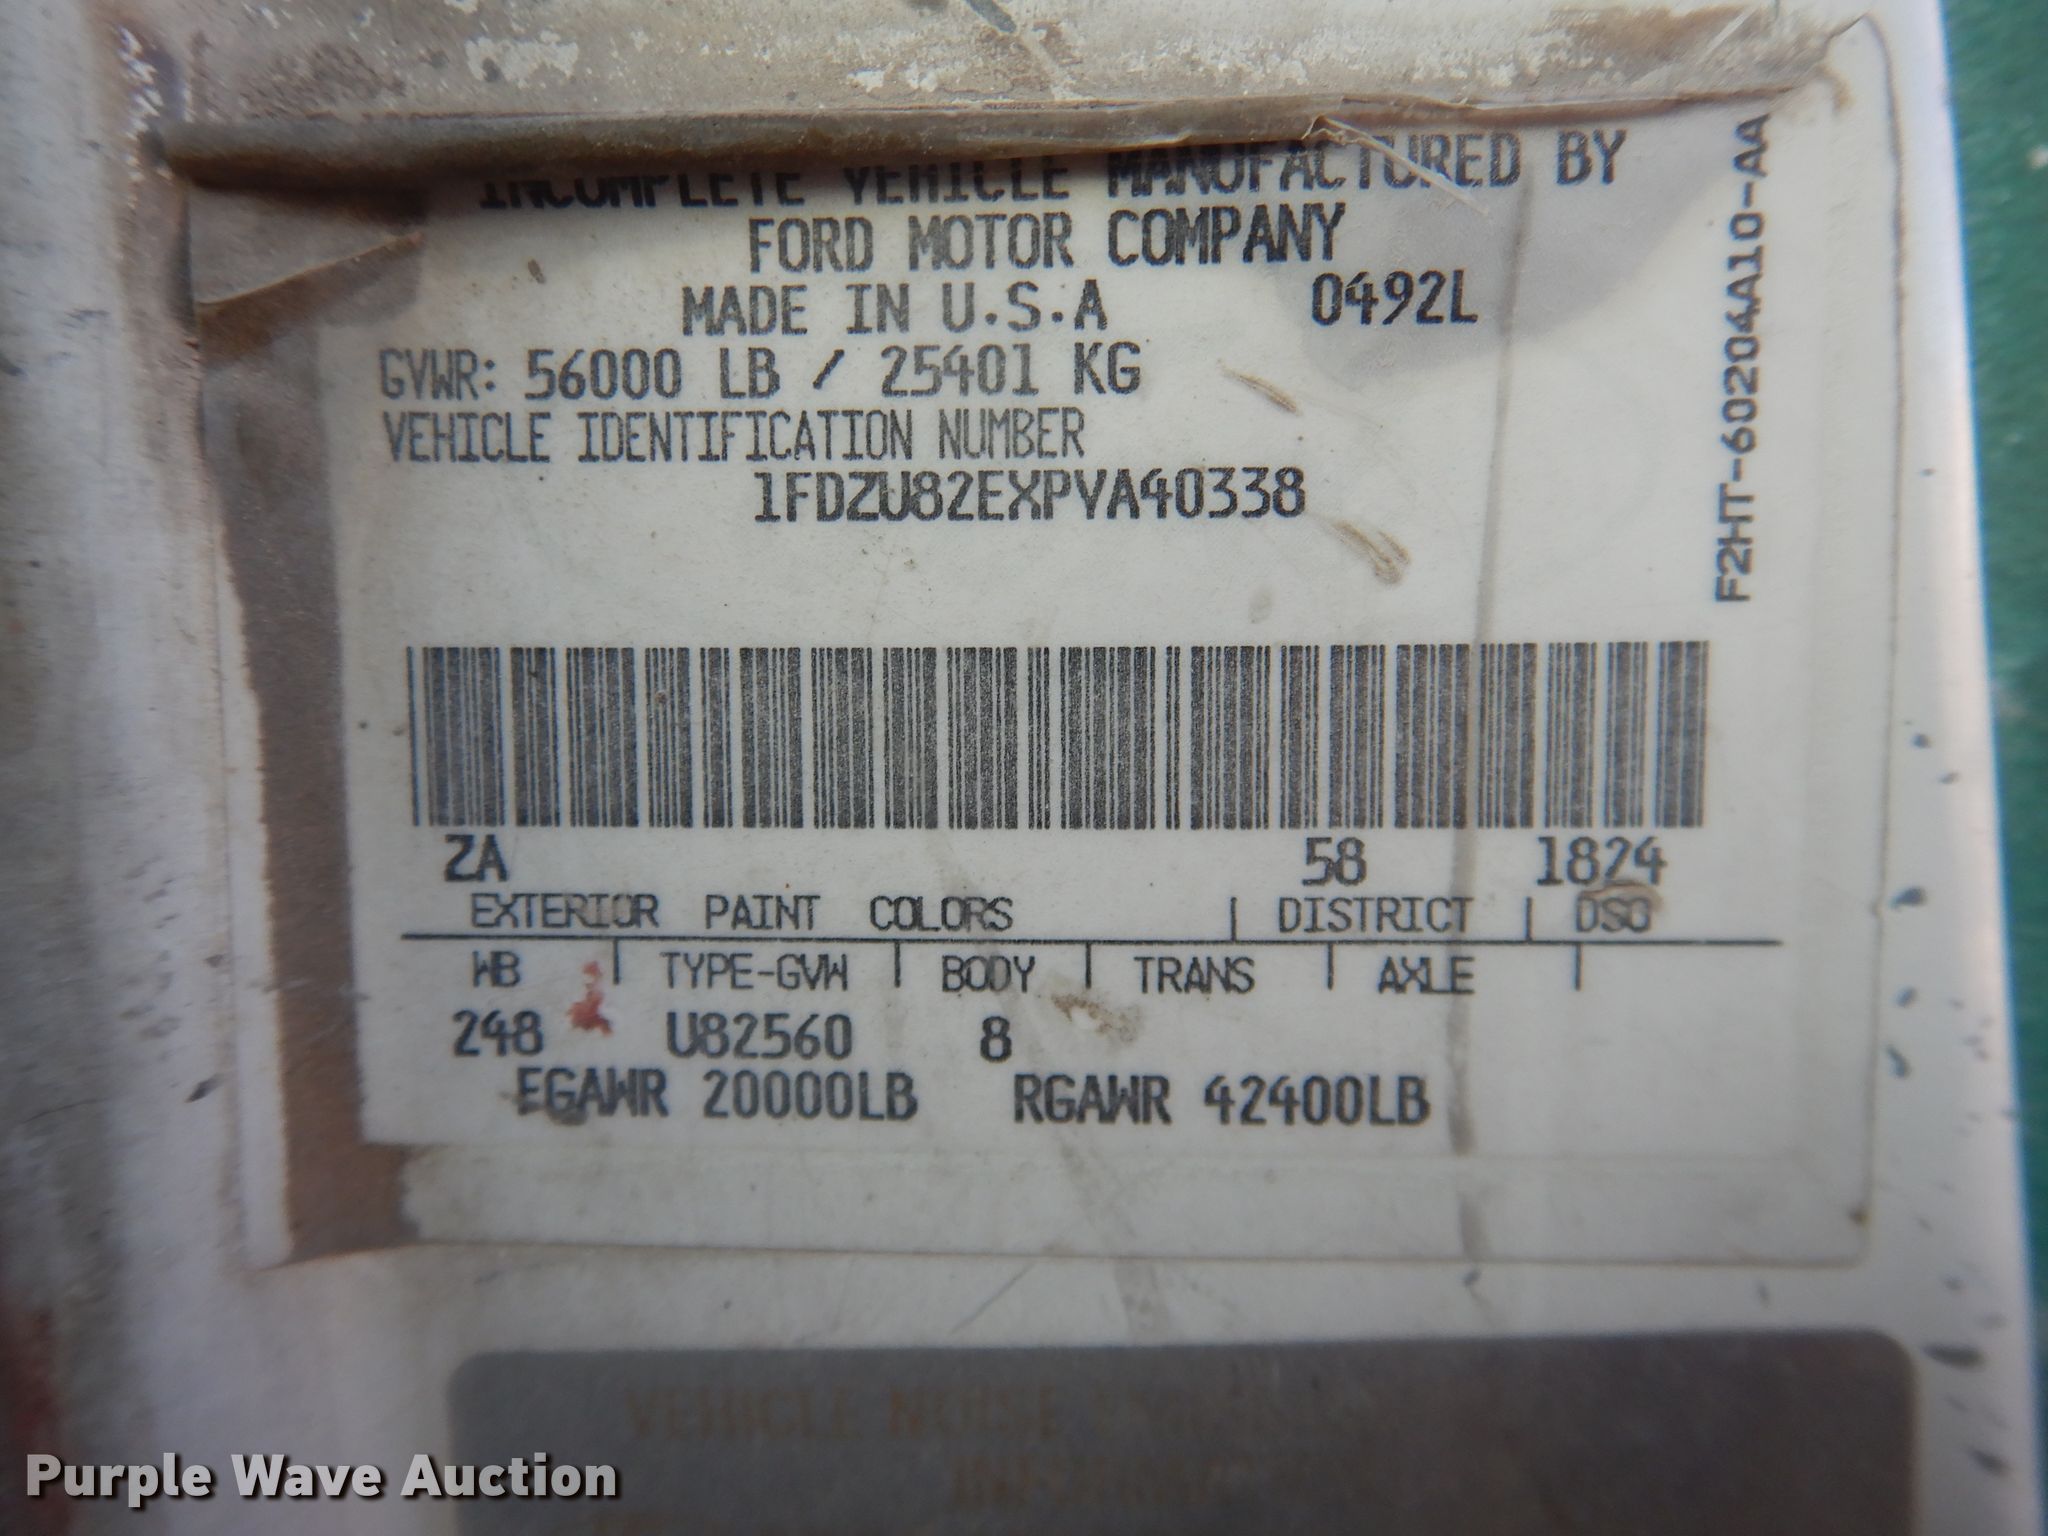 INCOMPLETE VEHICLE MANUFACTURED BY
FORD MOTOR COMPANY
MADE IN U.S.A 0492L
GVWR: 56000 LB / 25401 KG
VEHICLE IDENTIFICATION NUMBER
1FDZU82EXPVA40338
F2HT-60204A10-AA
ZA 58 1824
EXTERIOR PAINT COLORS | DISTRICT | DSO
WB | TYPE-GVW | BODY | TRANS | AXLE |
248 U82560 8
FGAWR 20000LB RGAWR 42400LB
VEHICLE NOISE
Purple Wave Auction